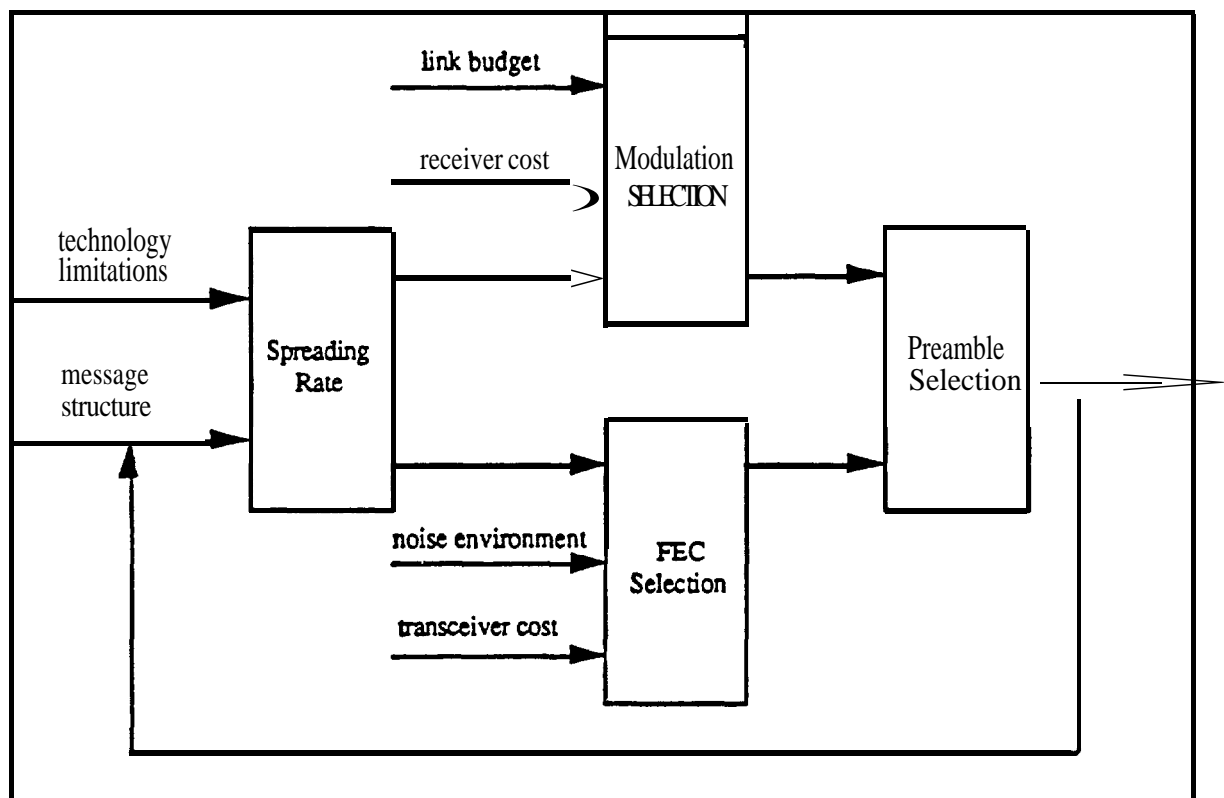 link budget
receiver cost
Modulation
SELECTION
technology
limitations
Spreading
Rate
message
structure
Preamble
Selection
noise environment
FEC
Selection
transceiver cost